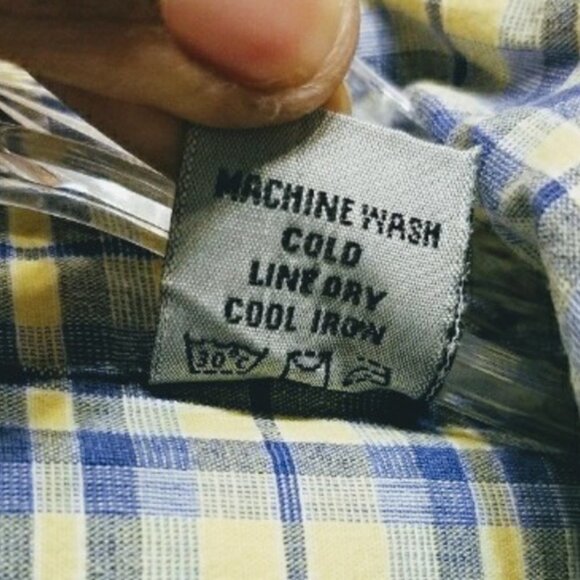 MACHINE WASH
COLD
LINE DRY
COOL IRON
30°C